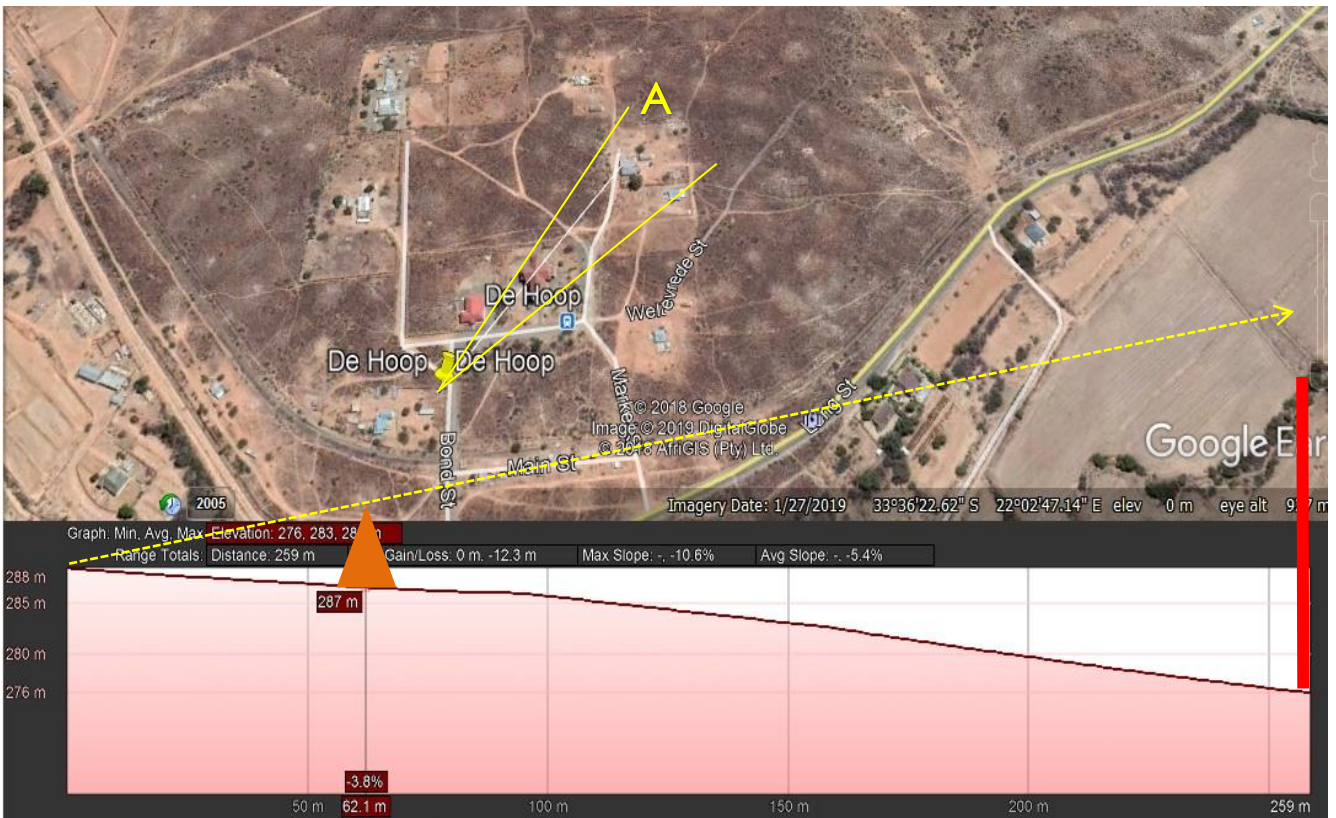 A
De Hoop
Welevrede St
De Hoop
De Hoop
Long St
© 2018 Google
Image © 2019 DigitalGlobe
© 2018 AfriGIS (Pty) Ltd.
Bond St
Main St
Google Ear
2005
Imagery Date: 1/27/2019 33°36'22.62" S 22°02'47.14" E elev 0 m eye alt m
Graph: Min, Avg, Max Elevation: 276, 283, m
Range Totals: Distance: 259 m Gain/Loss: 0 m, -12.3 m Max Slope: -, -10.6% Avg Slope: -, -5.4%
288 m
285 m
287 m
280 m
276 m
-3.8%
50 m 62.1 m 100 m 150 m 200 m 259 m